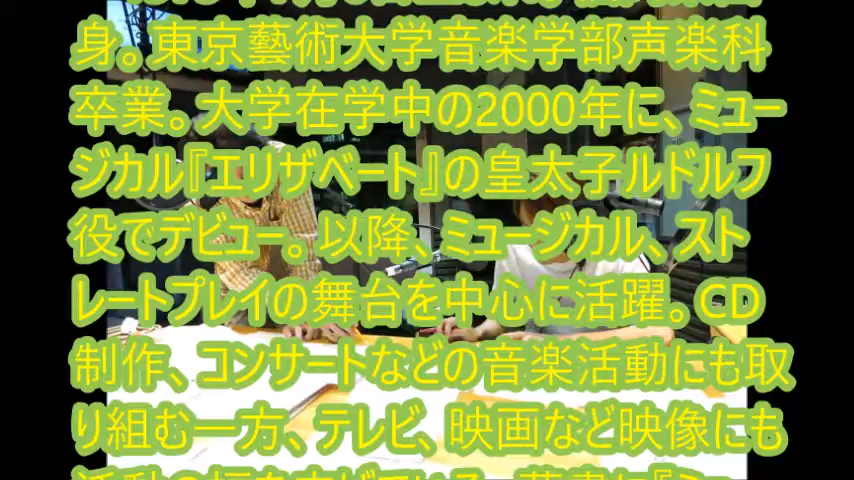 身。東京藝術大学音楽学部声楽科
卒業。大学在学中の2000年に、ミュー
ジカル『エリザベート』の皇太子ルドルフ
役でデビュー。以降、ミュージカル、スト
レートプレイの舞台を中心に活躍。CD
制作、コンサートなどの音楽活動にも取
り組む一方、テレビ、映画など映像にも